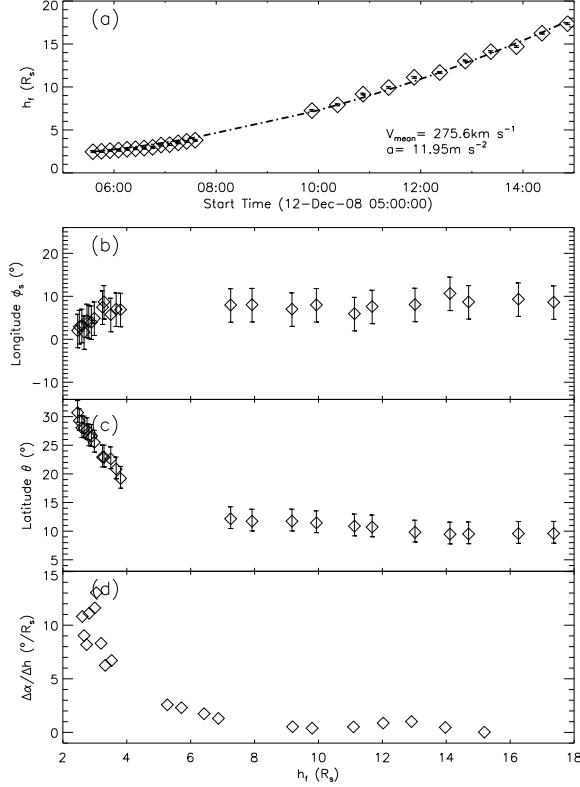 20
(a)
15
h_f (R_s)
10
5
0
V_mean= 275.6km s^-1
a= 11.95m s^-2
06:00 08:00 10:00 12:00 14:00
Start Time (12-Dec-08 05:00:00)
(b)
20
Longitude ϕ_s (°)
10
0
-10
(c)
30
25
Latitude θ (°)
20
15
10
5
(d)
15
Δα/Δh (°/R_s)
10
5
0
2 4 6 8 10 12 14 16 18
h_f (R_s)